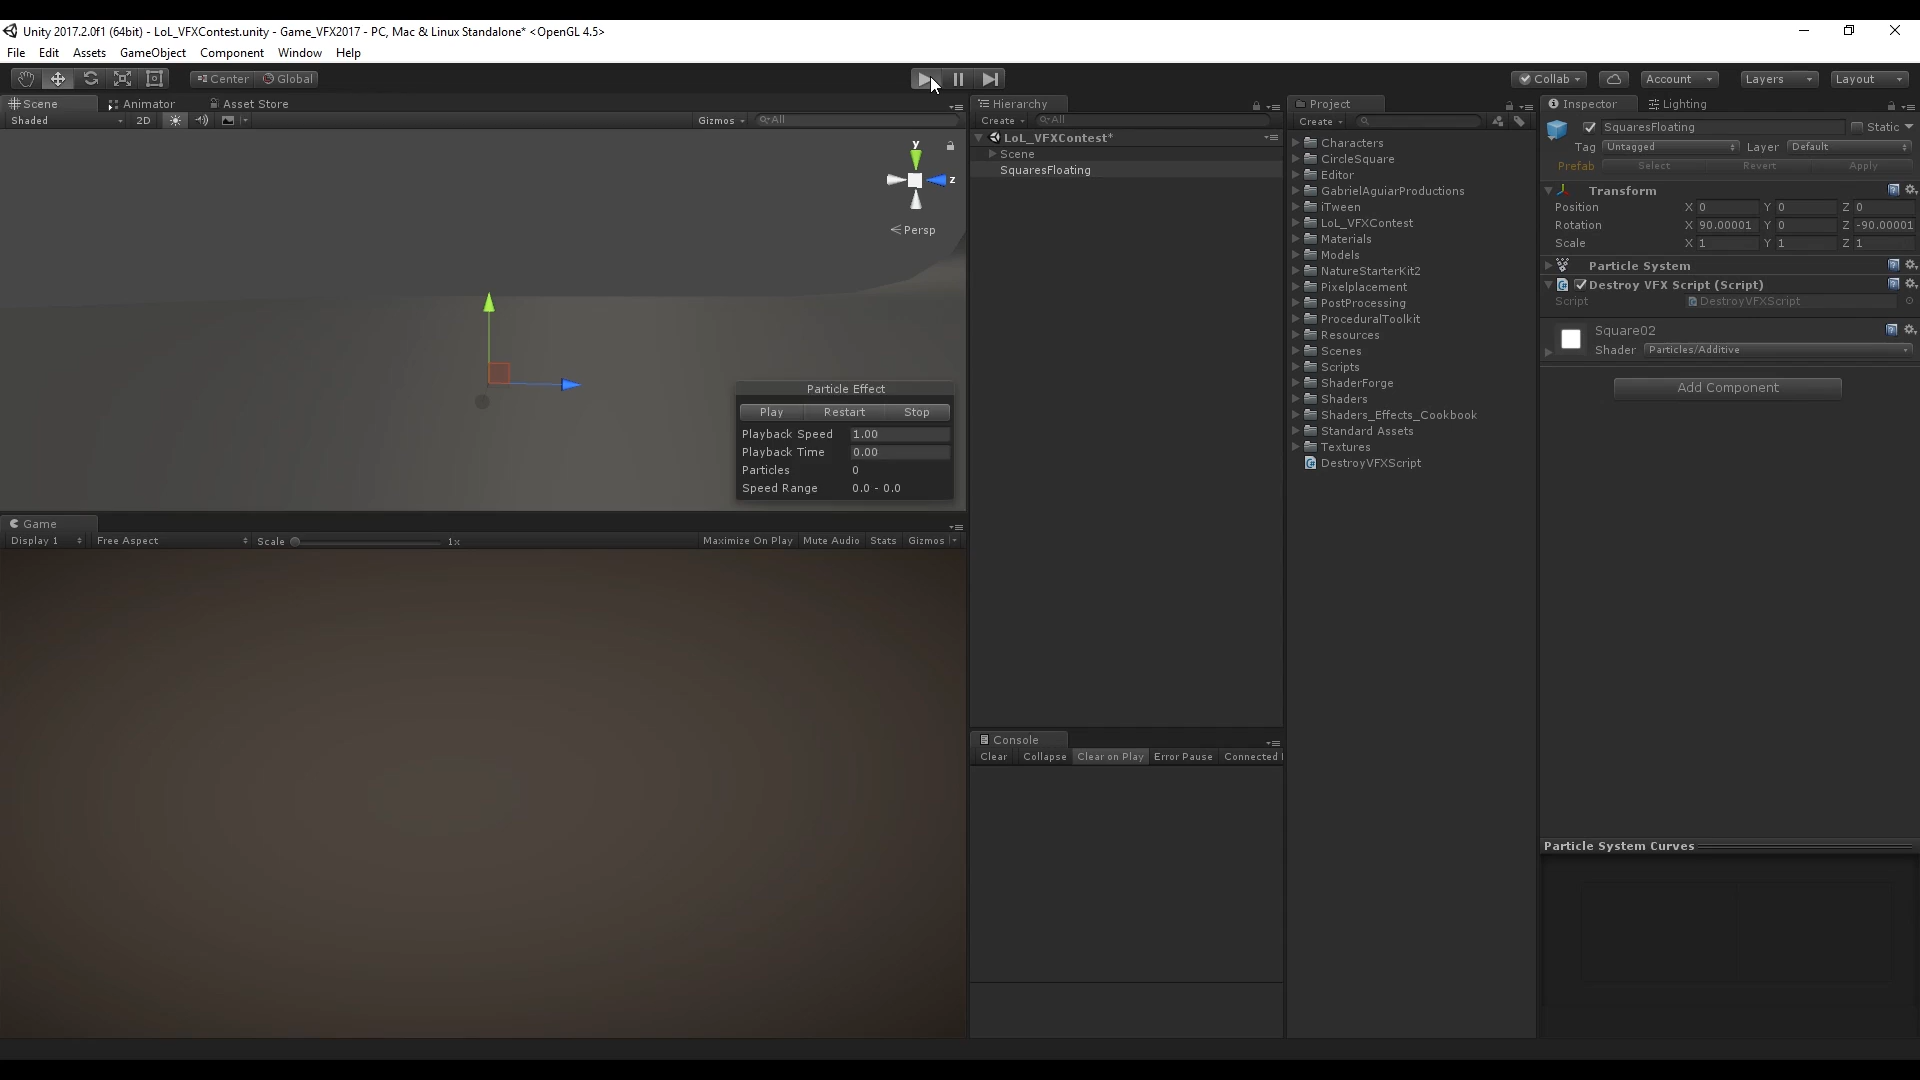 Unity 2017.2.0f1 (64bit) - LoL_VFXContest.unity - Game_VFX2017 - PC, Mac & Linux Standalone* <OpenGL 4.5>
File Edit Assets GameObject Component Window Help
Center Global Collab Account Layers Layout
Scene Animator Asset Store
Shaded 2D Gizmos All
y
z
Persp
Particle Effect
Play Restart Stop
Playback Speed 1.00
Playback Time 0.00
Particles 0
Speed Range 0.0 - 0.0
Game
Display 1 Free Aspect Scale 1x Maximize On Play Mute Audio Stats Gizmos
Hierarchy
Create All
LoL_VFXContest*
Scene
SquaresFloating
Console
Clear Collapse Clear on Play Error Pause Connected
Project
Create
Characters
CircleSquare
Editor
GabrielAguiarProductions
iTween
LoL_VFXContest
Materials
Models
NatureStarterKit2
Pixelplacement
PostProcessing
ProceduralToolkit
Resources
Scenes
Scripts
ShaderForge
Shaders
Shaders_Effects_Cookbook
Standard Assets
Textures
DestroyVFXScript
Inspector Lighting
SquaresFloating Static
Tag Untagged Layer Default
Prefab Select Revert Apply
Transform
Position X 0 Y 0 Z 0
Rotation X 90.00001 Y 0 Z -90.00001
Scale X 1 Y 1 Z 1
Particle System
Destroy VFX Script (Script)
Script DestroyVFXScript
Square02
Shader Particles/Additive
Add Component
Particle System Curves